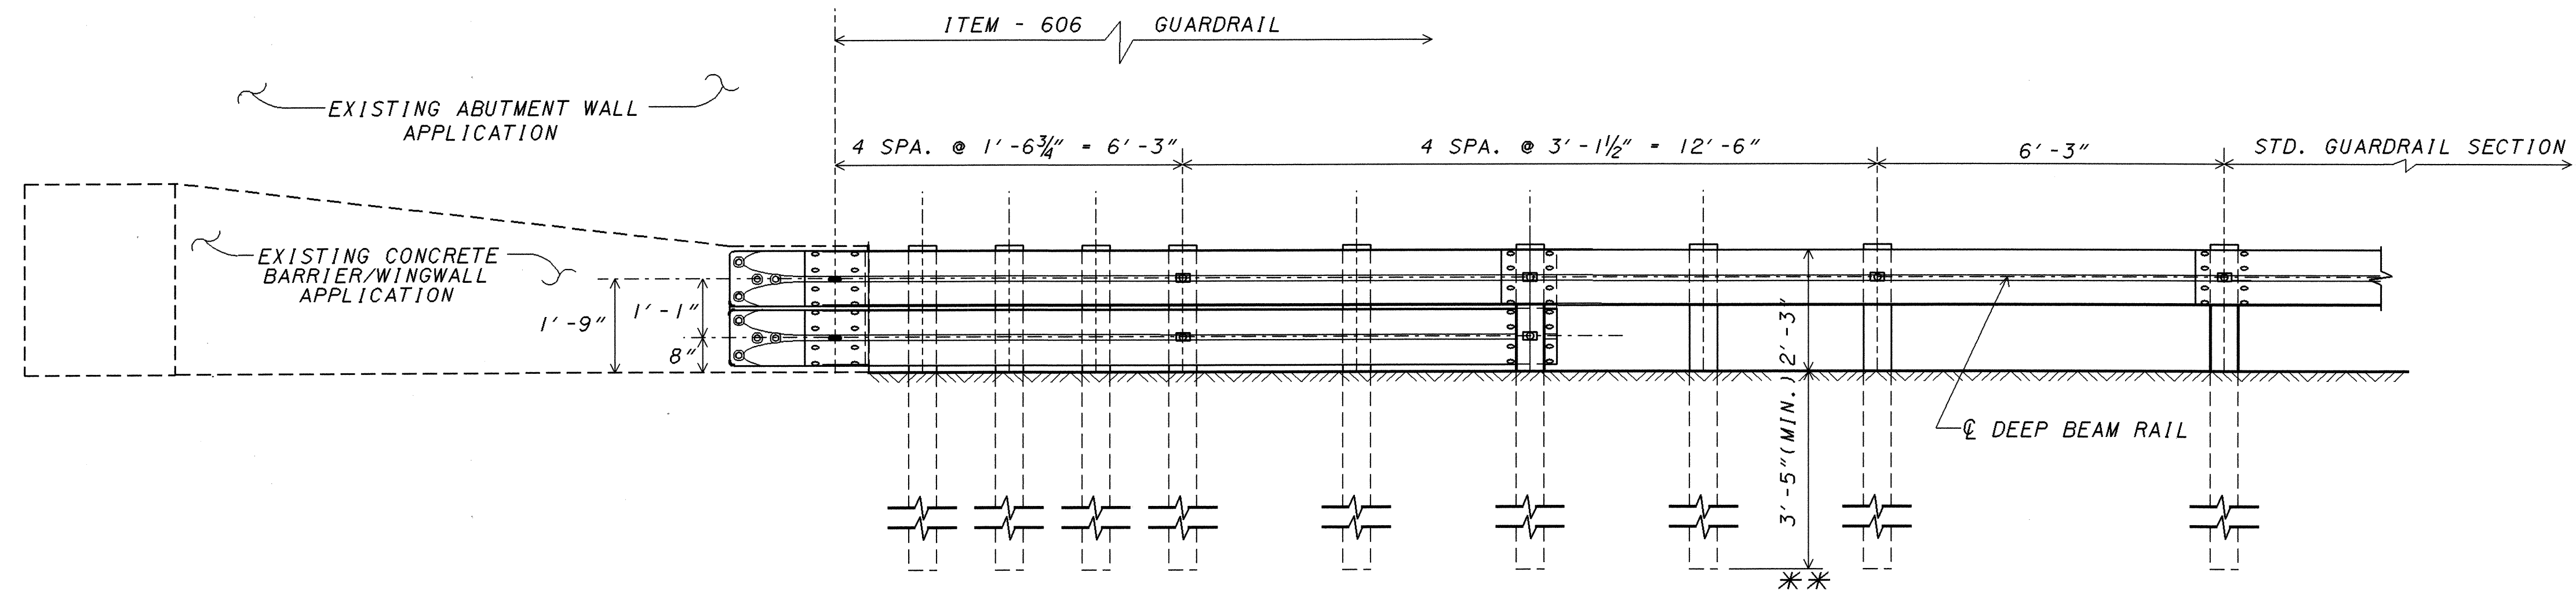 ITEM - 606 GUARDRAIL
EXISTING ABUTMENT WALL
APPLICATION
4 SPA. @ 1'-6¾" = 6'-3"
4 SPA. @ 3'-1½" = 12'-6"
6'-3"
STD. GUARDRAIL SECTION
EXISTING CONCRETE
BARRIER/WINGWALL
APPLICATION
1'-9"
1'-1"
8"
2'-3"
3'-5"(MIN.)
℄ DEEP BEAM RAIL
**